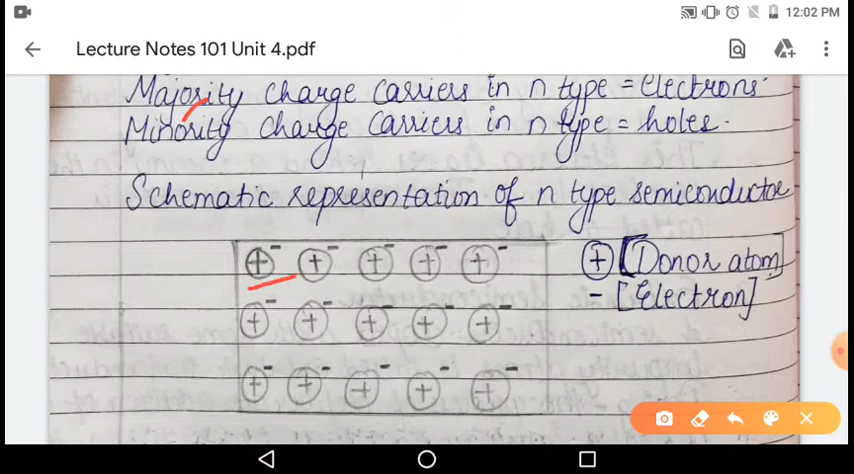 12:02 PM
Lecture Notes 101 Unit 4.pdf
Majority charge carriers in n type = electrons.
Minority charge carriers in n type = holes.
Schematic representation of n type semiconductor
+ - + - + - + - + -
+ [Donor atom]
- [Electron]
+ - + - + - + - + -
+ - + - + - + - + -